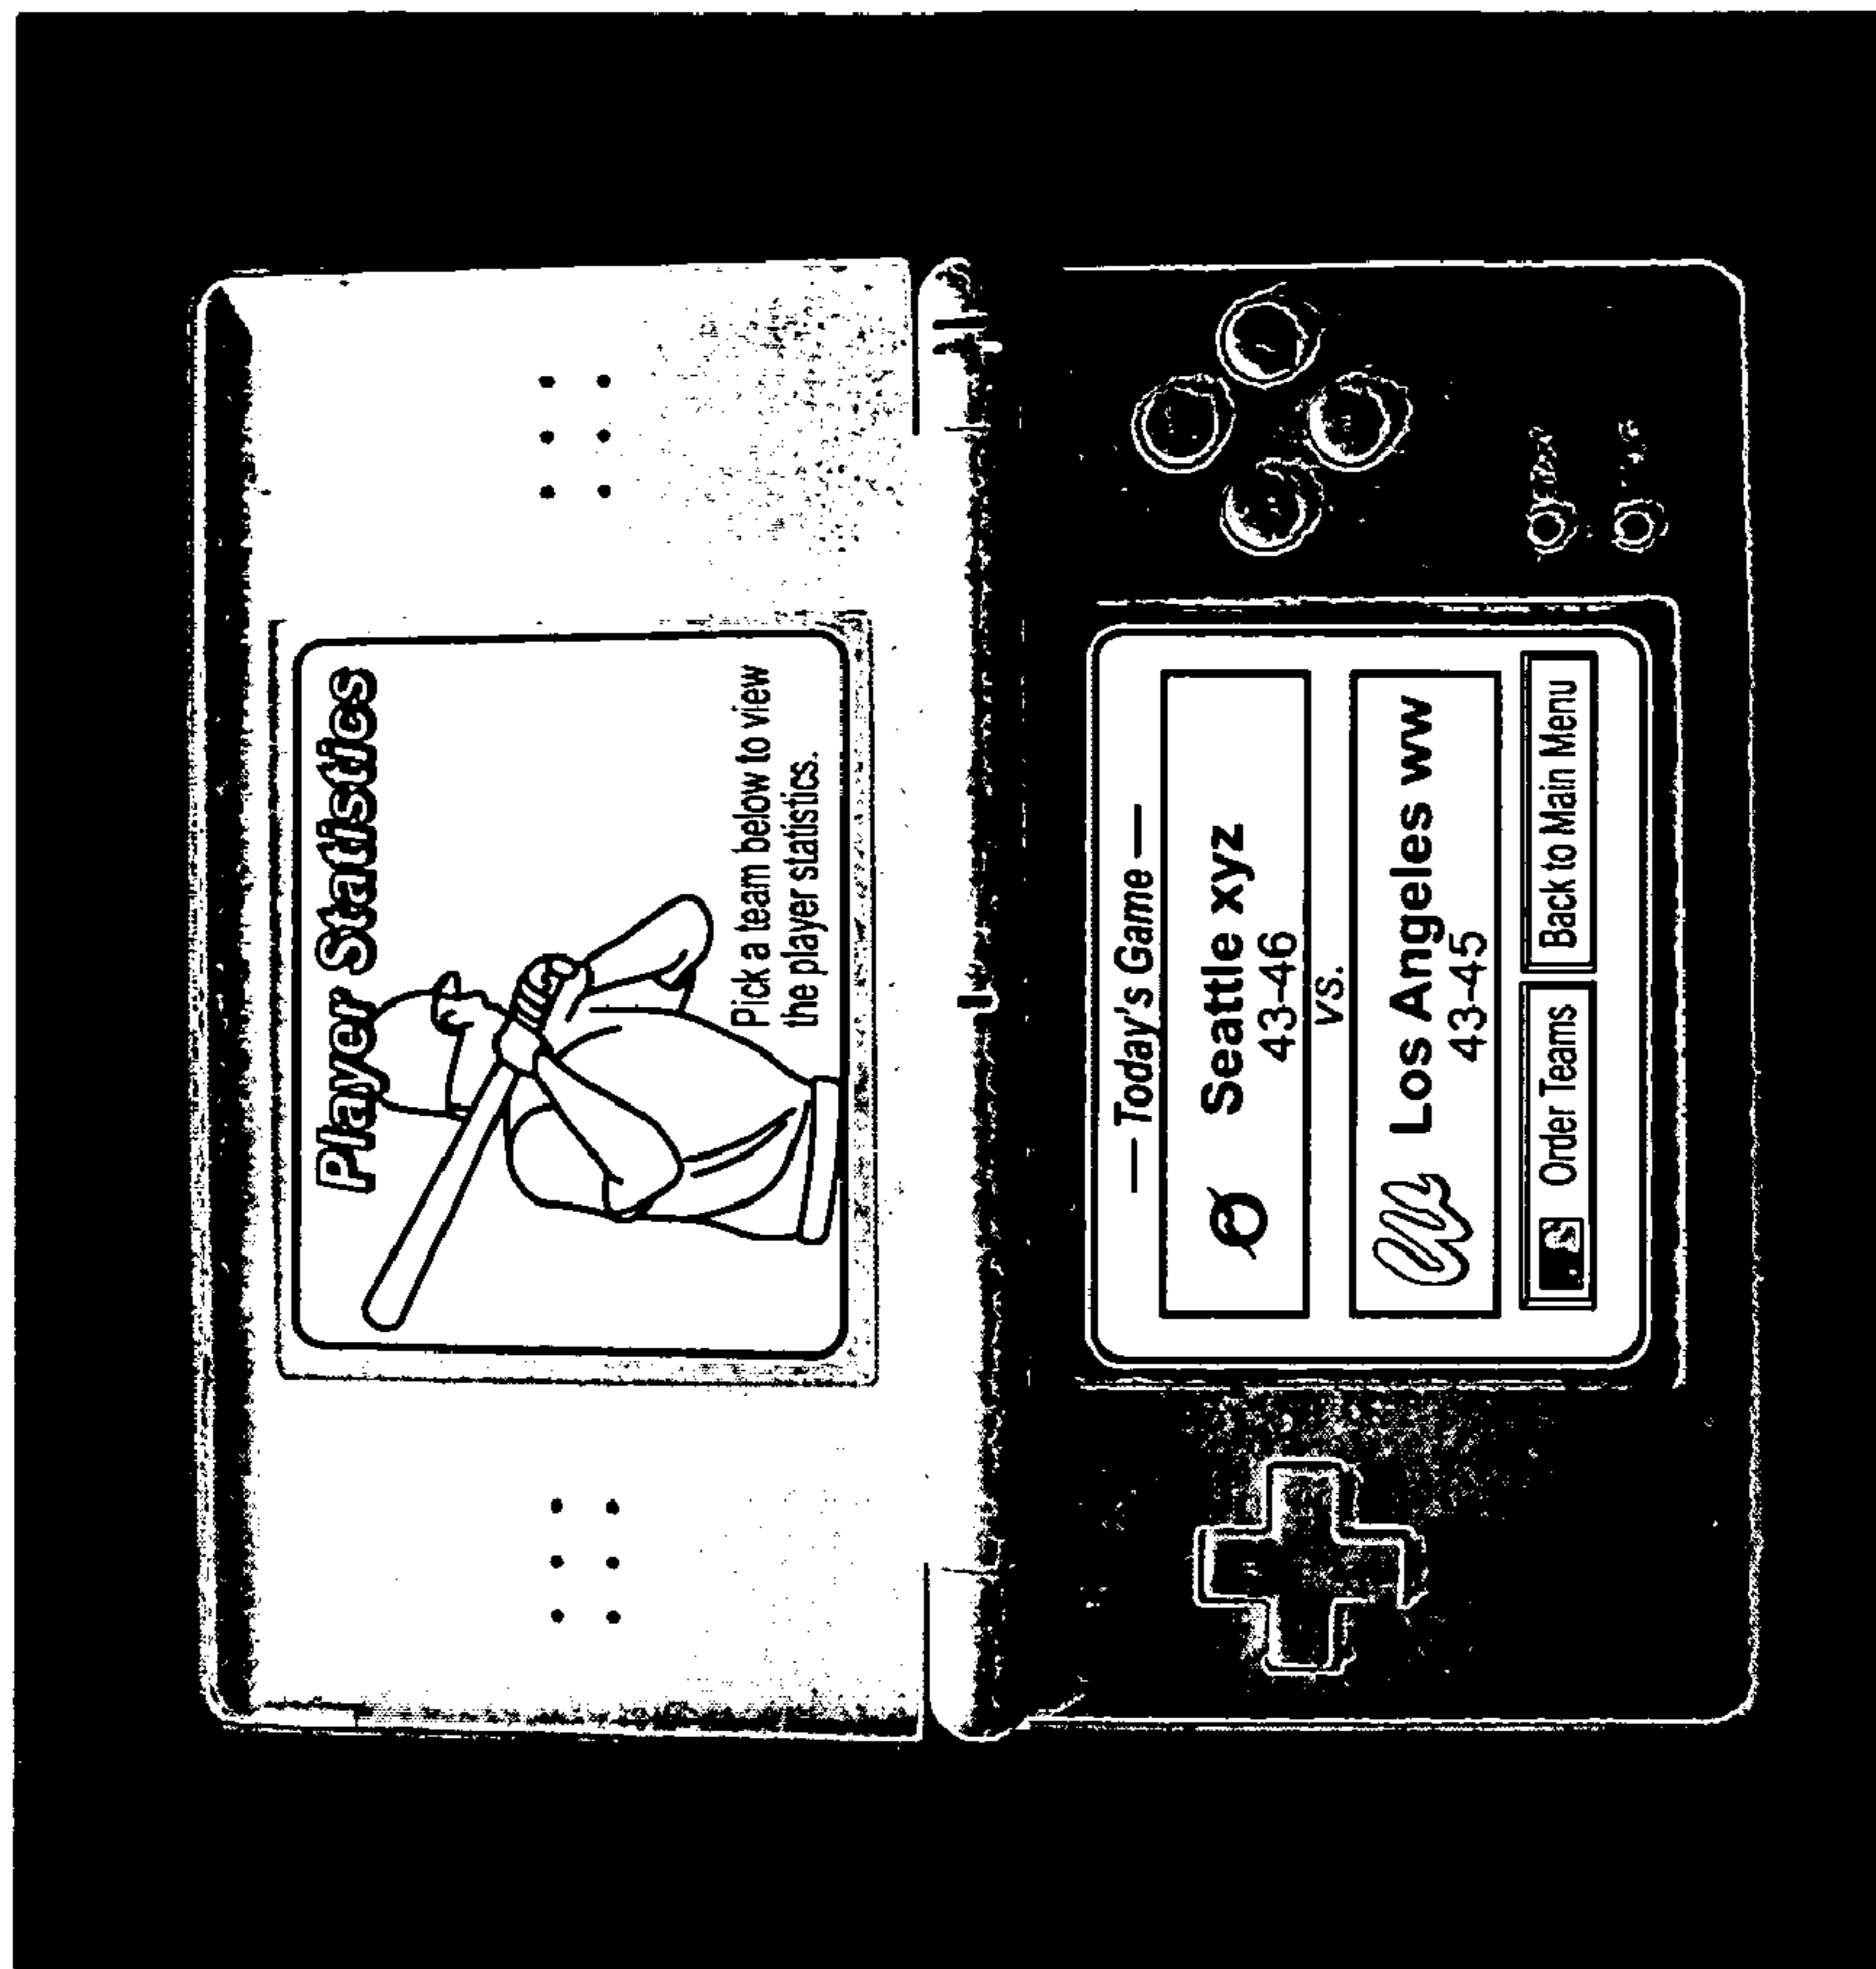 Player Statistics
Pick a team below to view
the player statistics.
— Today's Game —
Seattle xyz
43-46
vs.
Los Angeles ww
43-45
Order Teams
Back to Main Menu